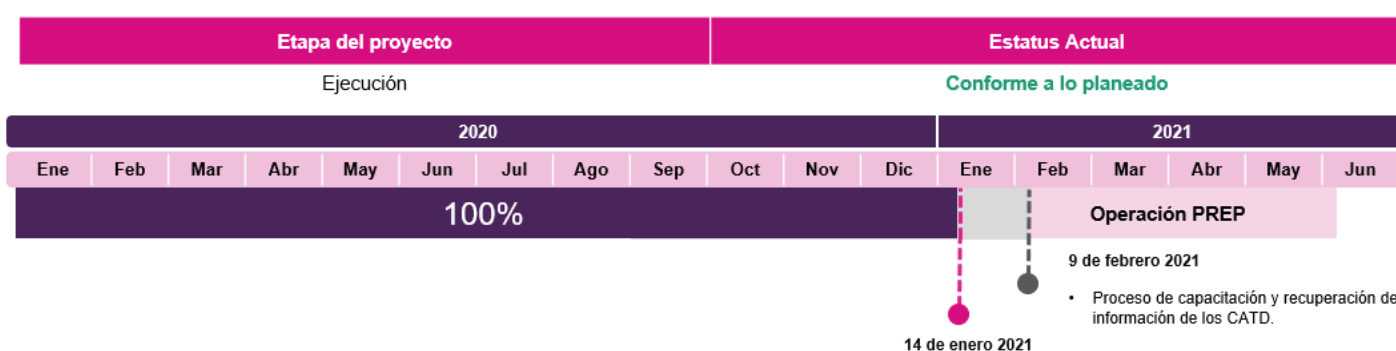 Etapa del proyecto Estatus Actual
Ejecución Conforme a lo planeado
2020 2021
Ene Feb Mar Abr May Jun Jul Ago Sep Oct Nov Dic Ene Feb Mar Abr May Jun
100% Operación PREP
9 de febrero 2021
• Proceso de capacitación y recuperación de
información de los CATD.
14 de enero 2021